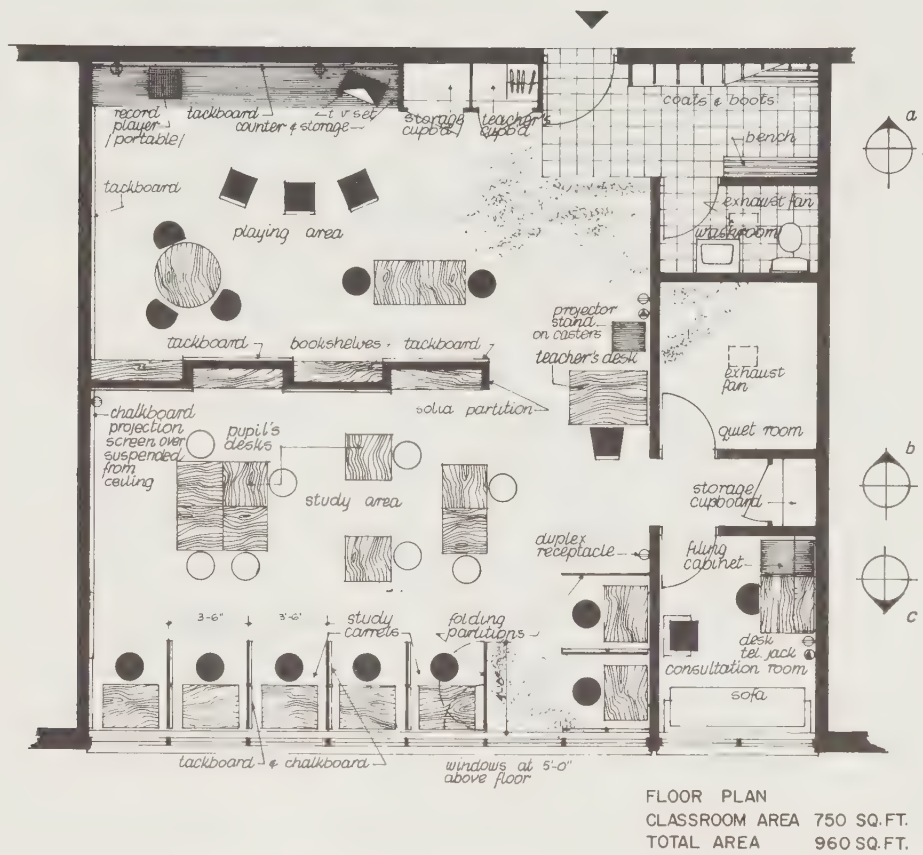 coats & boots
record
player
/portable/
tackboard
counter & storage
t v set
storage
cupb'd
teacher's
cupb'd
a
bench
tackboard
exhaust fan
washroom
playing area
projector
stand
on casters
tackboard
bookshelves
tackboard
teacher's desk
exhaust
fan
solid partition
quiet room
chalkboard
projection
screen over
suspended
from
ceiling
pupil's
desks
b
study area
storage
cupboard
duplex
receptacle
filing
cabinet
3-6"
3'-6'
study
carrels
folding
partitions
c
desk
tel. jack
consultation room
sofa
tackboard & chalkboard
windows at 5'-0"
above floor
FLOOR PLAN
CLASSROOM AREA 750 SQ.FT.
TOTAL AREA 960 SQ.FT.